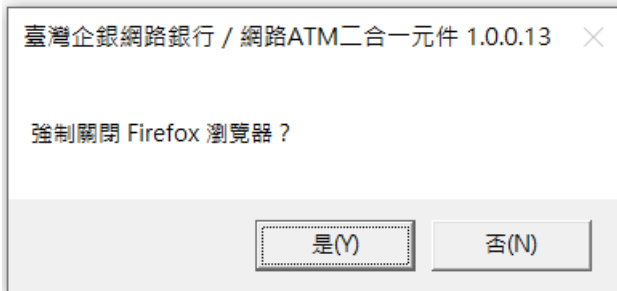 臺灣企銀網路銀行 / 網路ATM二合一元件 1.0.0.13
強制關閉 Firefox 瀏覽器？
是(Y)
否(N)